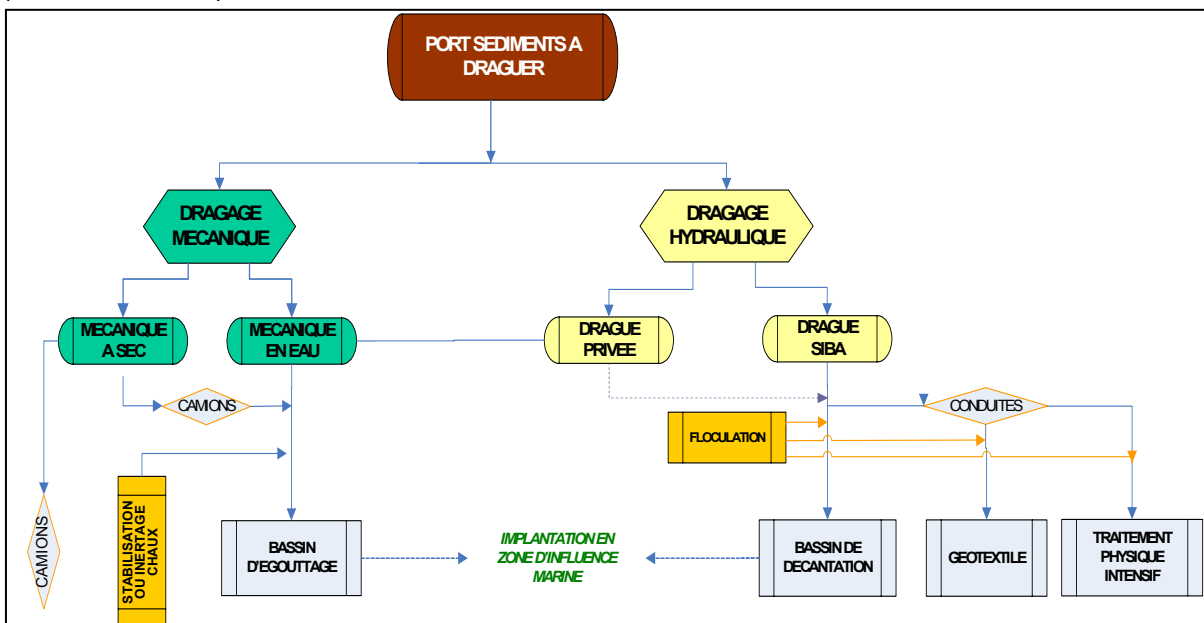 PORT SEDIMENTS A
DRAGUER
DRAGAGE
MECANIQUE
DRAGAGE
HYDRAULIQUE
MECANIQUE
A SEC
MECANIQUE
EN EAU
DRAGUE
PRIVEE
DRAGUE
SIBA
CAMIONS
CONDUITES
FLOCULATION
CAMIONS
STABILISATION
OU INERTAGE
CHAUX
BASSIN
D'EGOUTTAGE
IMPLANTATION EN
ZONE D'INFLUENCE
MARINE
BASSIN DE
DECANTATION
GEOTEXTILE
TRAITEMENT
PHYSIQUE
INTENSIF